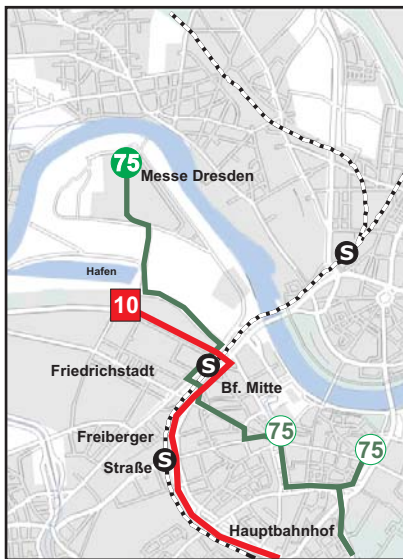 75
Messe Dresden
S
Hafen
10
Friedrichstadt
S
Bf. Mitte
75
Freiberger
75
Straße
S
Hauptbahnhof